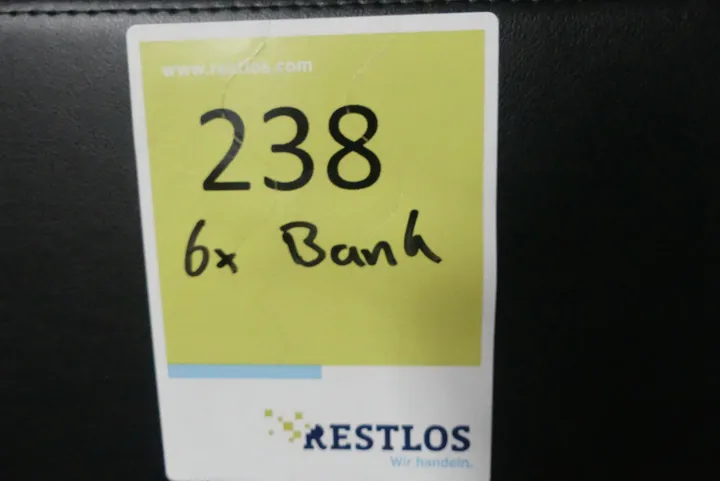 www.restlos.com
238
6x Bank
RESTLOS
Wir handeln.